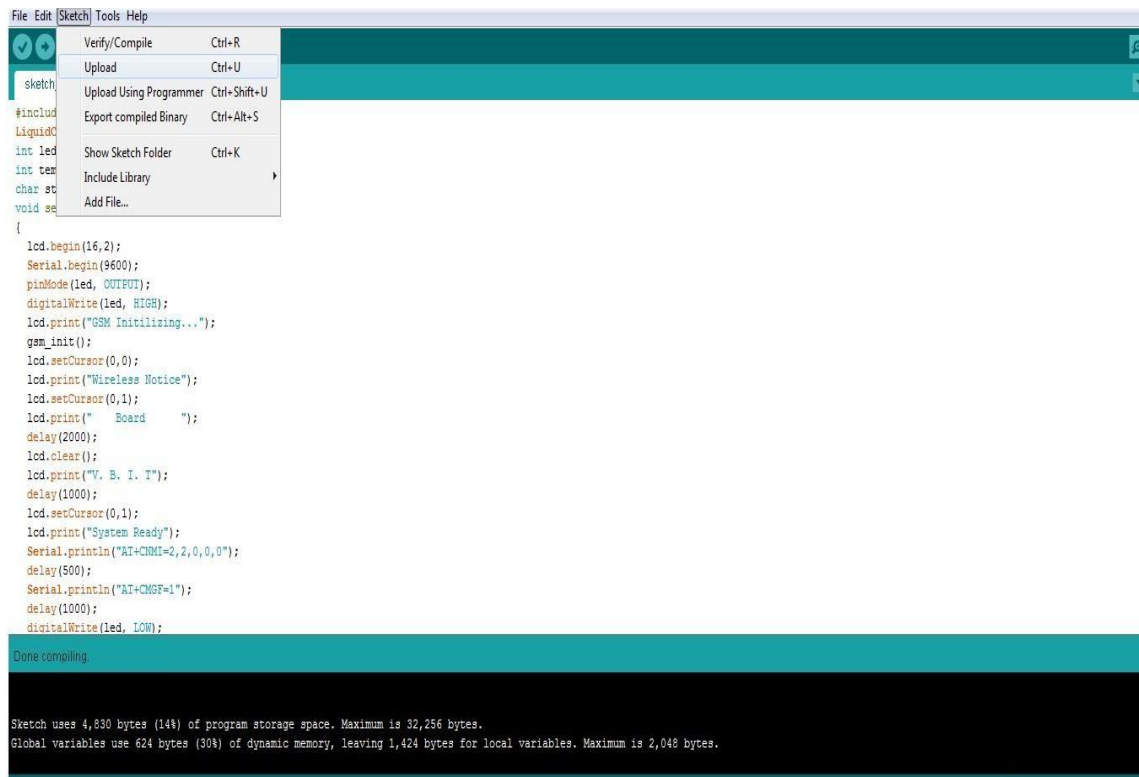 File Edit Sketch Tools Help
Verify/Compile Ctrl+R
Upload Ctrl+U
Upload Using Programmer Ctrl+Shift+U
Export compiled Binary Ctrl+Alt+S
Show Sketch Folder Ctrl+K
Include Library
Add File...
sketch
#includ
LiquidC
int led
int tem
char st
void se
{
lcd.begin(16,2);
Serial.begin(9600);
pinMode(led, OUTPUT);
digitalWrite(led, HIGH);
lcd.print("GSM Initilizing...");
gsm_init();
lcd.setCursor(0,0);
lcd.print("Wireless Notice");
lcd.setCursor(0,1);
lcd.print("    Board      ");
delay(2000);
lcd.clear();
lcd.print("V. B. I. T");
delay(1000);
lcd.setCursor(0,1);
lcd.print("System Ready");
Serial.println("AT+CNMI=2,2,0,0,0");
delay(500);
Serial.println("AT+CMGF=1");
delay(1000);
digitalWrite(led, LOW);
Done compiling.
Sketch uses 4,830 bytes (14%) of program storage space. Maximum is 32,256 bytes.
Global variables use 624 bytes (30%) of dynamic memory, leaving 1,424 bytes for local variables. Maximum is 2,048 bytes.